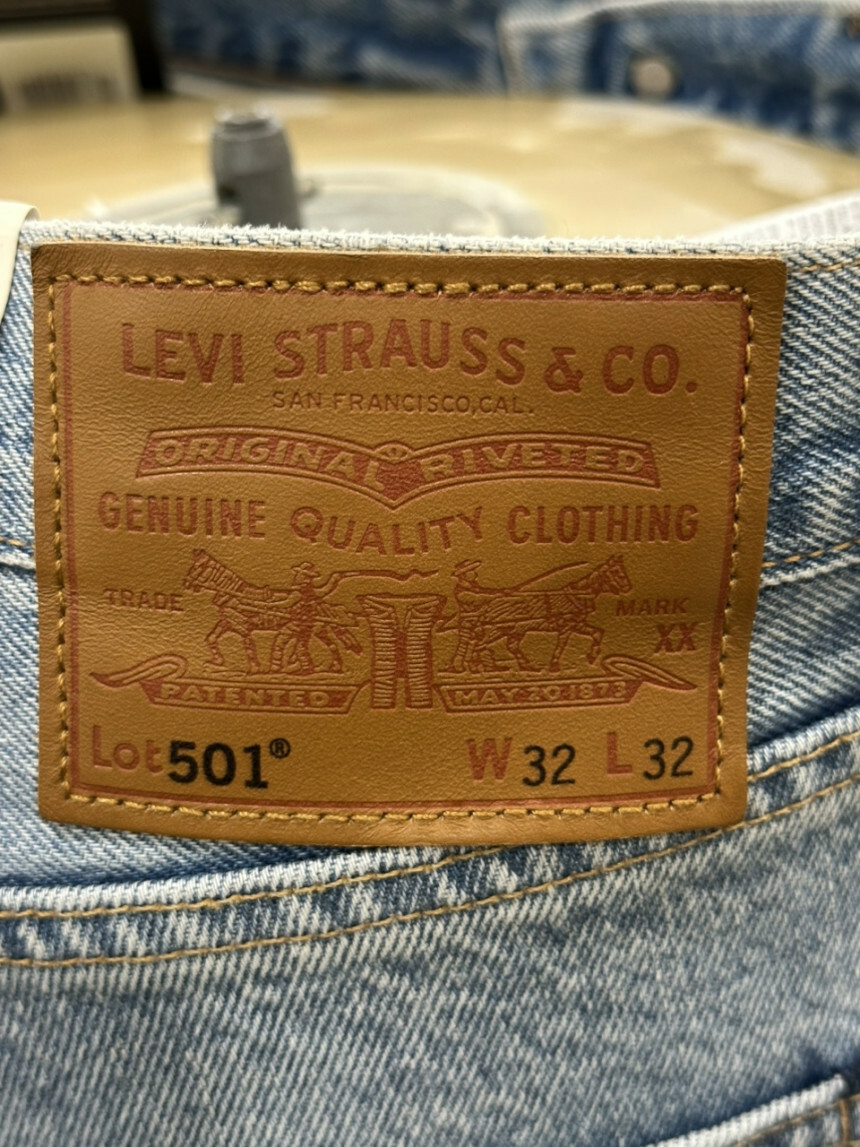 LEVI STRAUSS & CO.
SAN FRANCISCO, CAL.
ORIGINAL RIVETED
GENUINE QUALITY CLOTHING
TRADE MARK
XX
PATENTED MAY 20 1873
Lot 501® W 32 L 32